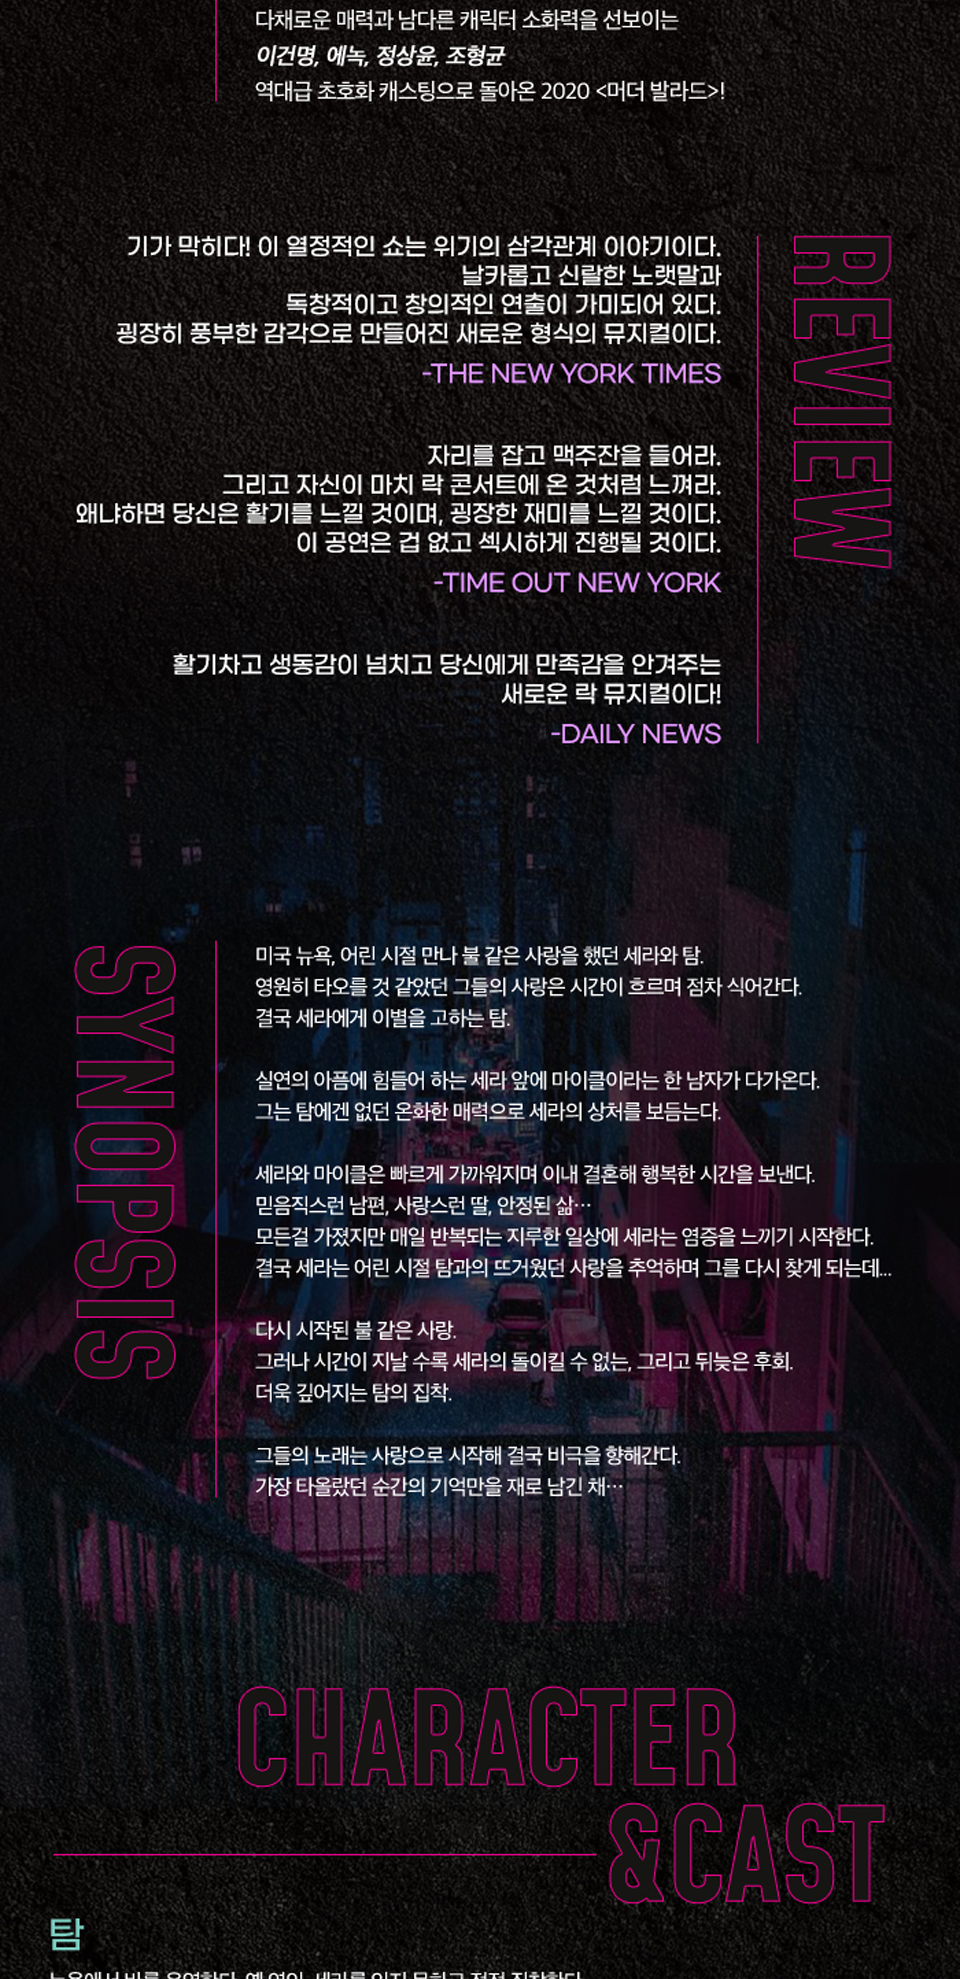 다채로운 매력과 남다른 캐릭터 소화력을 선보이는
이건명, 에녹, 정상윤, 조형균
역대급 초호화 캐스팅으로 돌아온 2020 <머더 발라드>!
REVIEW
기가 막히다! 이 열정적인 쇼는 위기의 삼각관계 이야기이다.
날카롭고 신랄한 노랫말과
독창적이고 창의적인 연출이 가미되어 있다.
굉장히 풍부한 감각으로 만들어진 새로운 형식의 뮤지컬이다.
-THE NEW YORK TIMES
자리를 잡고 맥주잔을 들어라.
그리고 자신이 마치 락 콘서트에 온 것처럼 느껴라.
왜냐하면 당신은 활기를 느낄 것이며, 굉장한 재미를 느낄 것이다.
이 공연은 겁 없고 섹시하게 진행될 것이다.
-TIME OUT NEW YORK
활기차고 생동감이 넘치고 당신에게 만족감을 안겨주는
새로운 락 뮤지컬이다!
-DAILY NEWS
SYNOPSIS
미국 뉴욕, 어린 시절 만나 불 같은 사랑을 했던 세라와 탐.
영원히 타오를 것 같았던 그들의 사랑은 시간이 흐르며 점차 식어간다.
결국 세라에게 이별을 고하는 탐.
실연의 아픔에 힘들어 하는 세라 앞에 마이클이라는 한 남자가 다가온다.
그는 탐에겐 없던 온화한 매력으로 세라의 상처를 보듬는다.
세라와 마이클은 빠르게 가까워지며 이내 결혼해 행복한 시간을 보낸다.
믿음직스런 남편, 사랑스런 딸, 안정된 삶…
모든걸 가졌지만 매일 반복되는 지루한 일상에 세라는 염증을 느끼기 시작한다.
결국 세라는 어린 시절 탐과의 뜨거웠던 사랑을 추억하며 그를 다시 찾게 되는데...
다시 시작된 불 같은 사랑.
그러나 시간이 지날 수록 세라의 돌이킬 수 없는, 그리고 뒤늦은 후회.
더욱 깊어지는 탐의 집착.
그들의 노래는 사랑으로 시작해 결국 비극을 향해간다.
가장 타올랐던 순간의 기억만을 재로 남긴 채…
CHARACTER
&CAST
탐